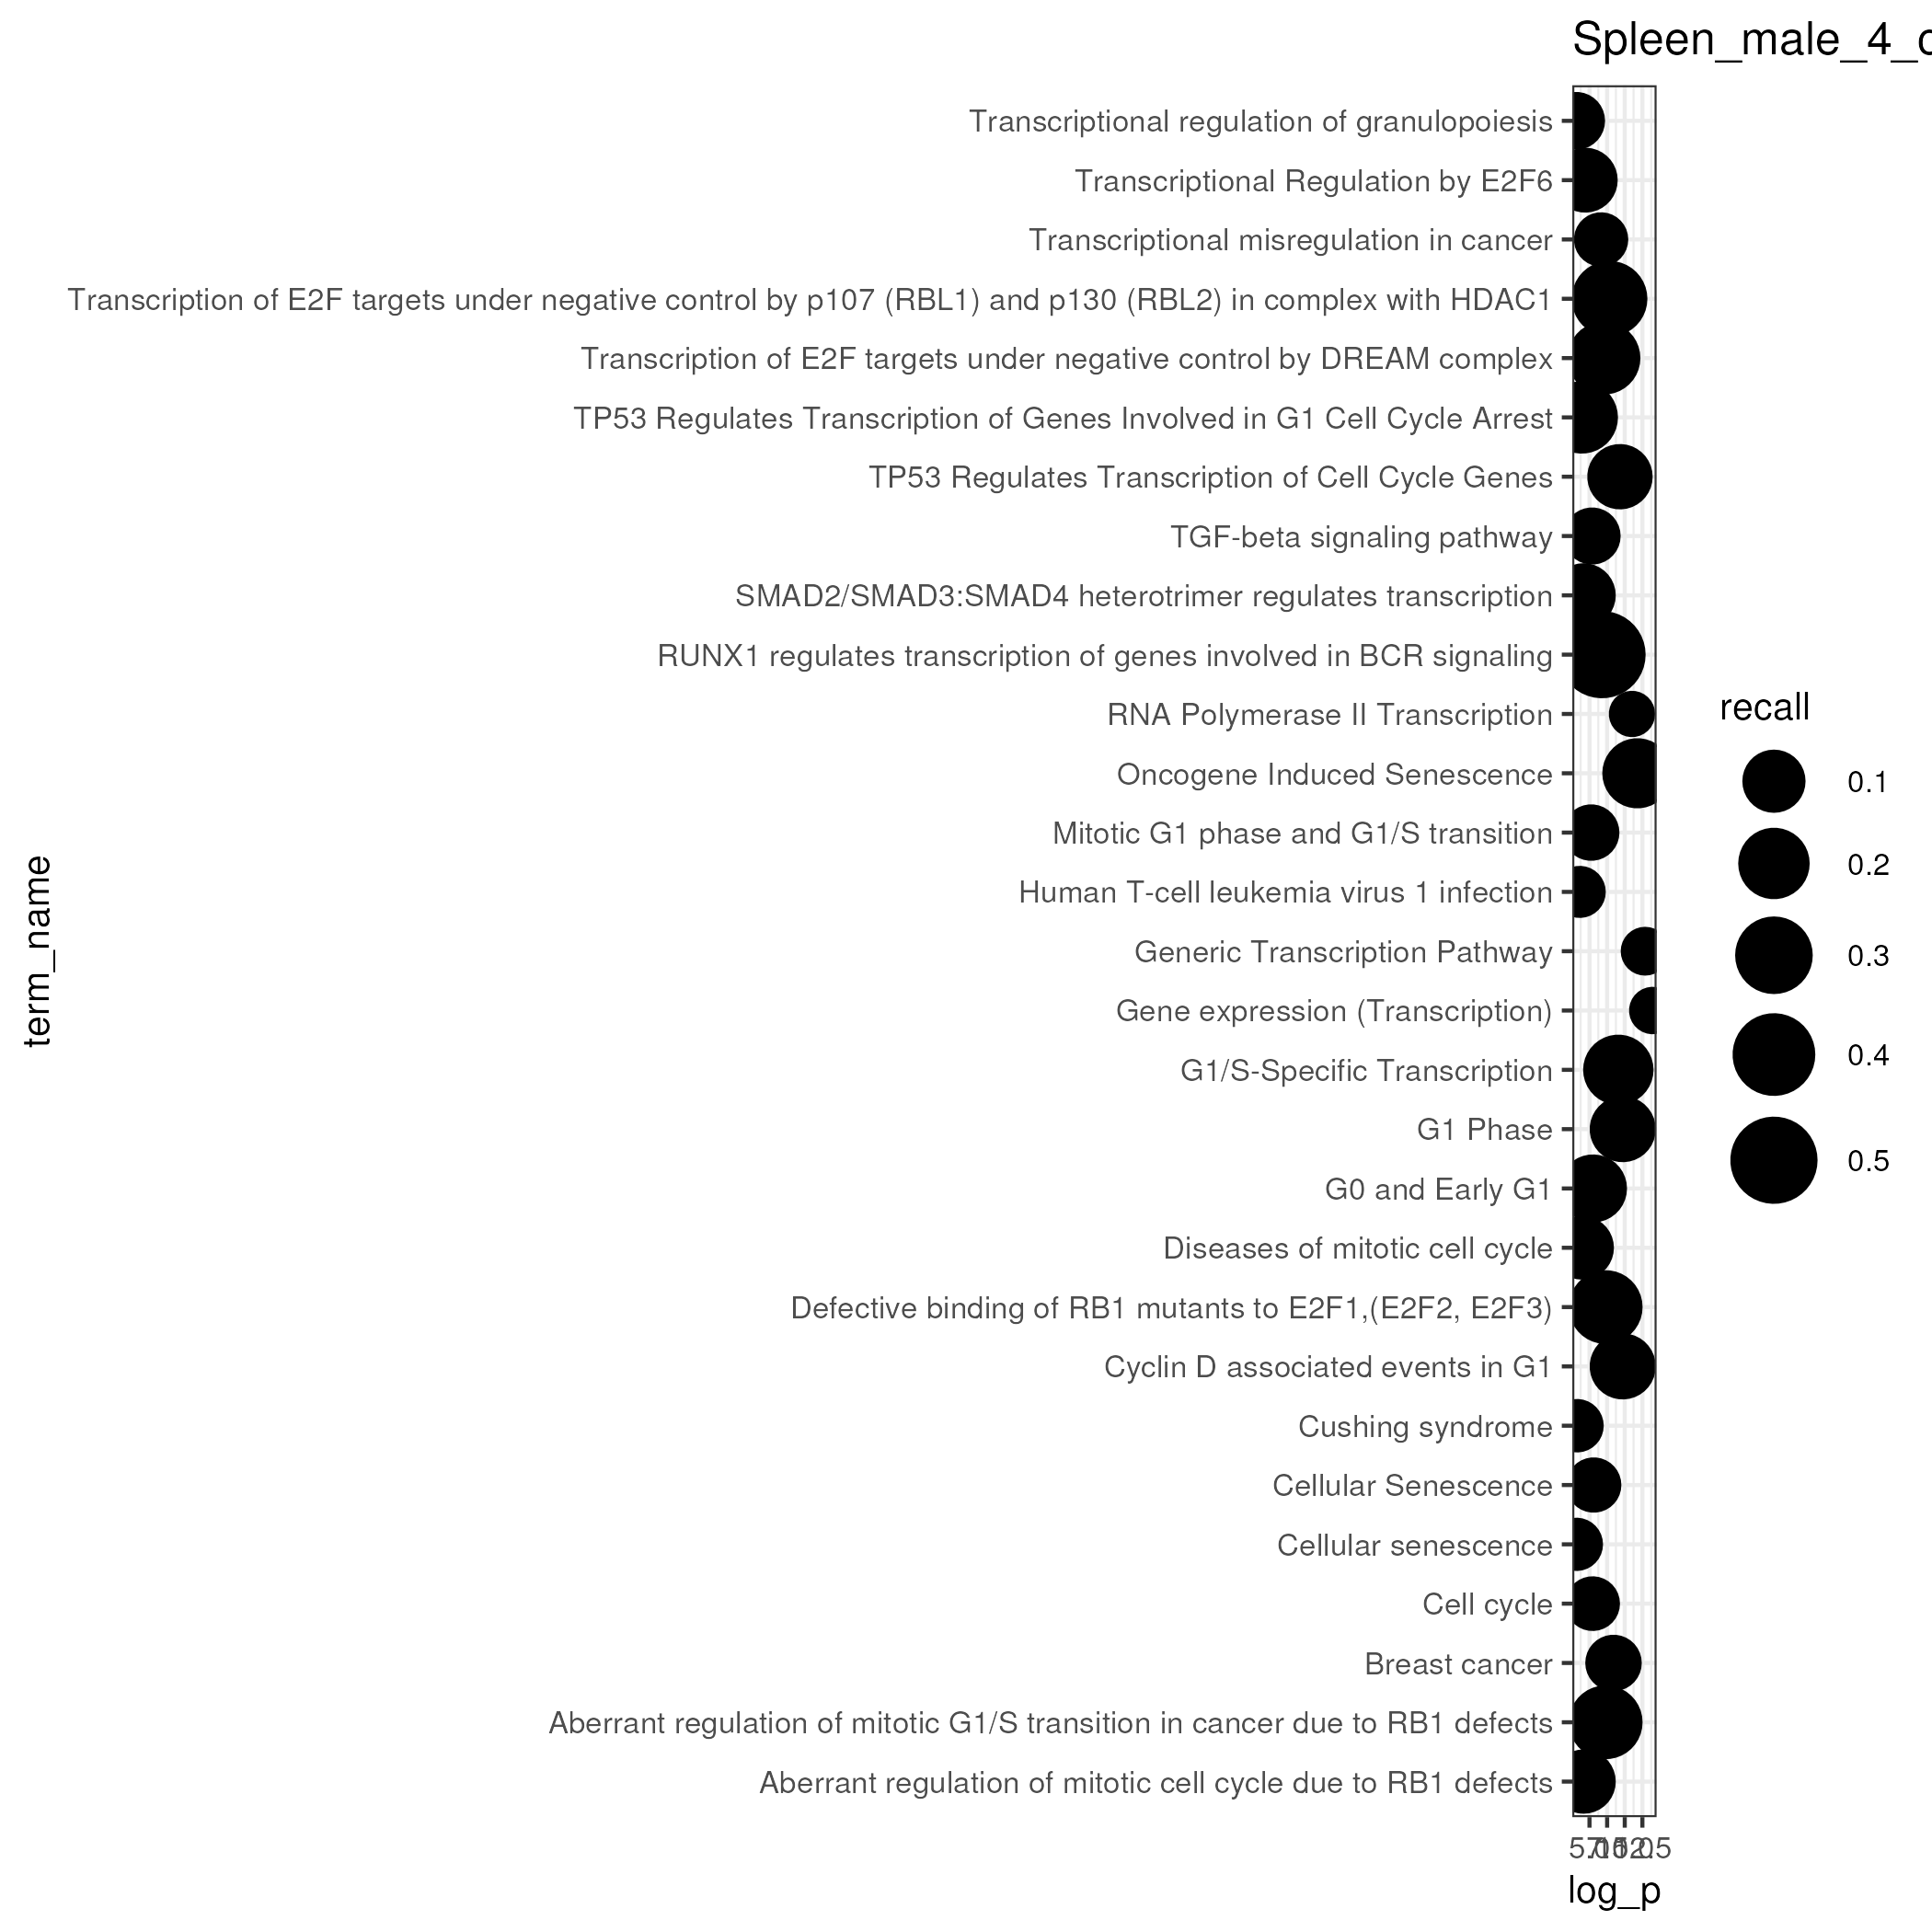 Spleen_male_4_
Transcriptional regulation of granulopoiesis
Transcriptional Regulation by E2F6
Transcriptional misregulation in cancer
Transcription of E2F targets under negative control by p107 (RBL1) and p130 (RBL2) in complex with HDAC1
Transcription of E2F targets under negative control by DREAM complex
TP53 Regulates Transcription of Genes Involved in G1 Cell Cycle Arrest
TP53 Regulates Transcription of Cell Cycle Genes
TGF-beta signaling pathway
SMAD2/SMAD3:SMAD4 heterotrimer regulates transcription
RUNX1 regulates transcription of genes involved in BCR signaling
RNA Polymerase II Transcription
Oncogene Induced Senescence
Mitotic G1 phase and G1/S transition
Human T-cell leukemia virus 1 infection
Generic Transcription Pathway
Gene expression (Transcription)
G1/S-Specific Transcription
G1 Phase
G0 and Early G1
Diseases of mitotic cell cycle
Defective binding of RB1 mutants to E2F1,(E2F2, E2F3)
Cyclin D associated events in G1
Cushing syndrome
Cellular Senescence
Cellular senescence
Cell cycle
Breast cancer
Aberrant regulation of mitotic G1/S transition in cancer due to RB1 defects
Aberrant regulation of mitotic cell cycle due to RB1 defects
term_name
log_p
recall
0.1
0.2
0.3
0.4
0.5